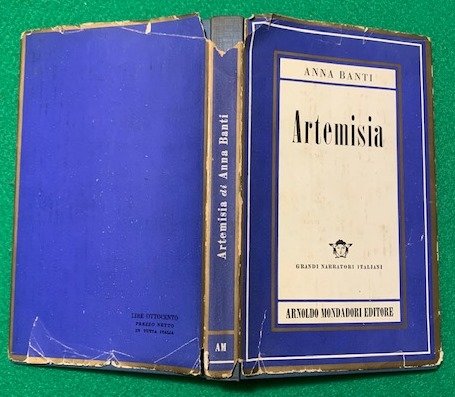 LIRE OTTOCENTO
PREZZO NETTO
IN TUTTA ITALIA
Artemisia di Anna Banti
AM
ANNA BANTI
Artemisia
GRANDI NARRATORI ITALIANI
ARNOLDO MONDADORI EDITORE